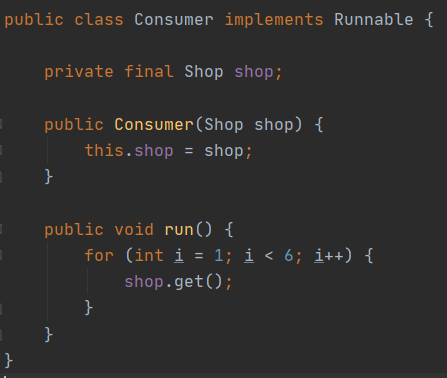 public class Consumer implements Runnable {
private final Shop shop;
public Consumer(Shop shop) {
this.shop = shop;
}
public void run() {
for (int i = 1; i < 6; i++) {
shop.get();
}
}
}